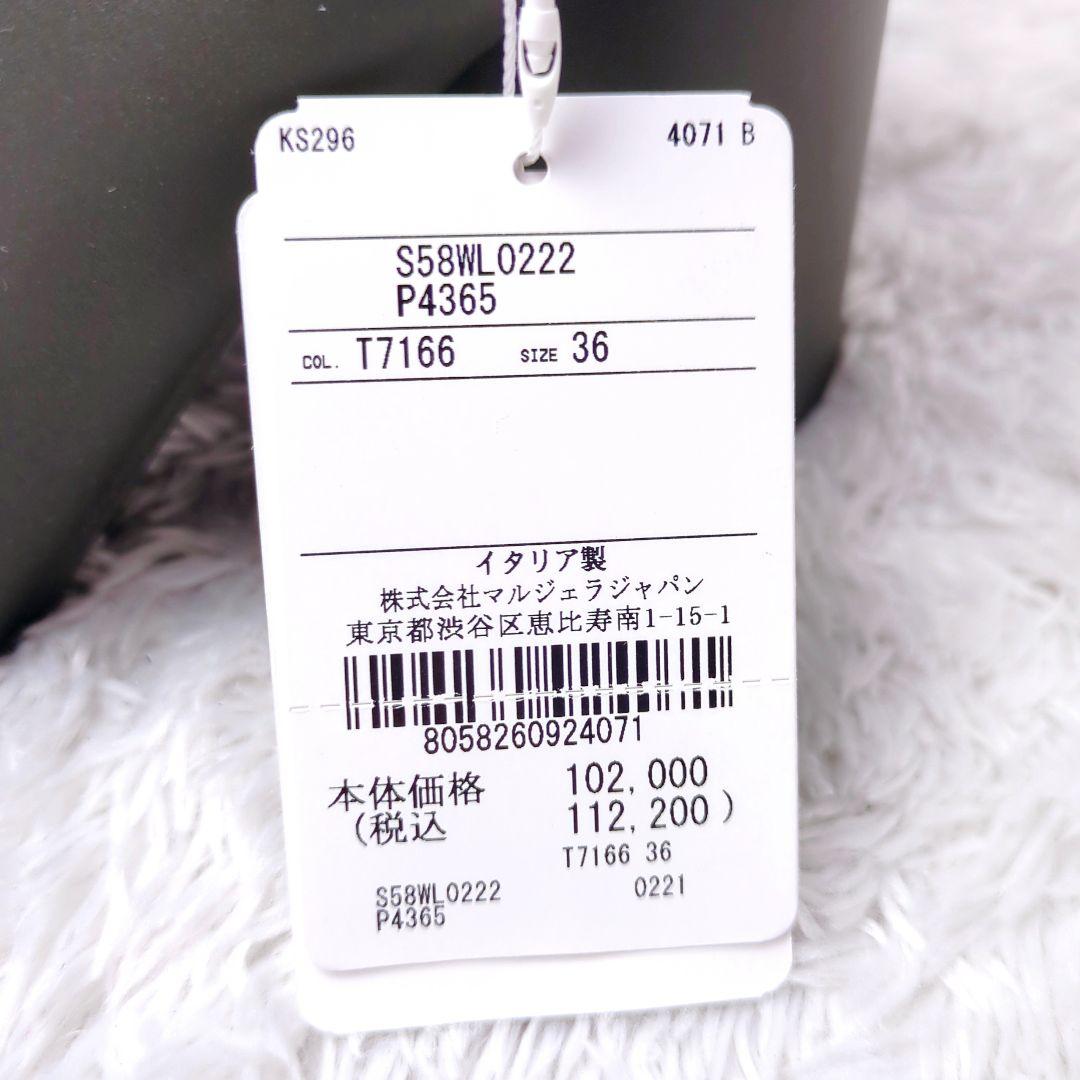 KS296 4071 B
S58WL0222
P4365
COL. T7166 SIZE 36
イタリア製
株式会社マルジェラジャパン
東京都渋谷区恵比寿南1-15-1
8058260924071
本体価格 102,000
(税込 112,200)
T7166 36
S58WL0222 0221
P4365